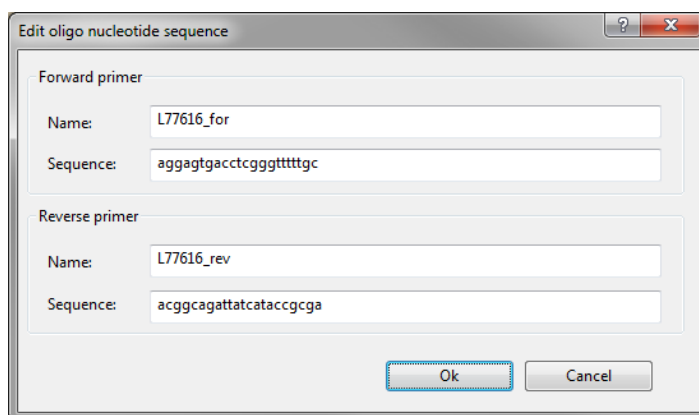 Edit oligo nucleotide sequence
Forward primer
Name:
L77616_for
Sequence:
aggagtgacctcgggtttttgc
Reverse primer
Name:
L77616_rev
Sequence:
acggcagattatcataccgcga
Ok
Cancel